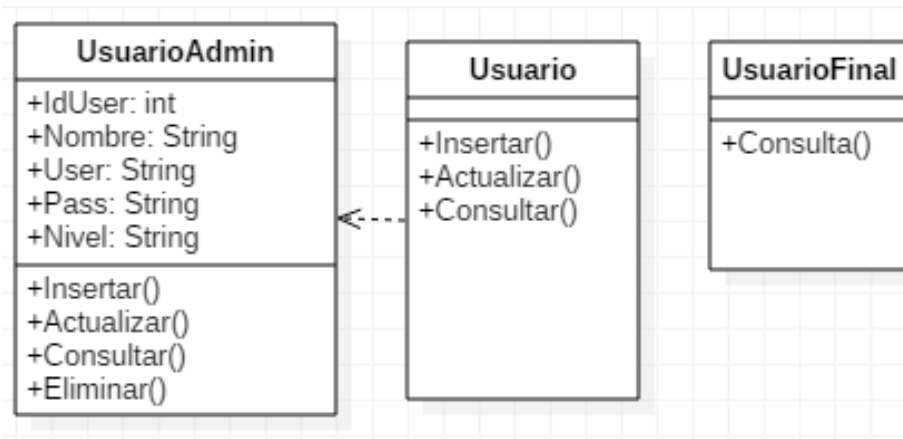 UsuarioAdmin
+IdUser: int
+Nombre: String
+User: String
+Pass: String
+Nivel: String
+Insertar()
+Actualizar()
+Consultar()
+Eliminar()
Usuario
+Insertar()
+Actualizar()
+Consultar()
UsuarioFinal
+Consulta()